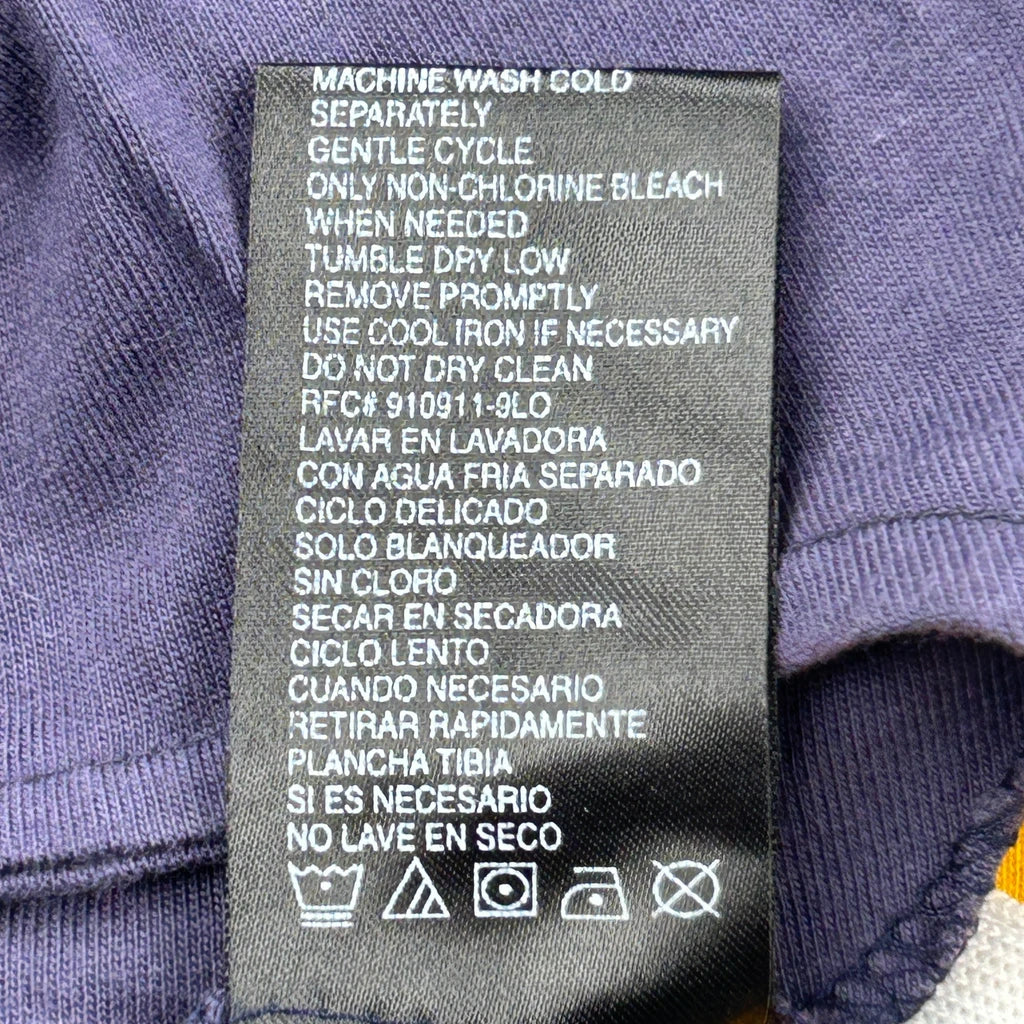 MACHINE WASH COLD
SEPARATELY
GENTLE CYCLE
ONLY NON-CHLORINE BLEACH
WHEN NEEDED
TUMBLE DRY LOW
REMOVE PROMPTLY
USE COOL IRON IF NECESSARY
DO NOT DRY CLEAN
RFC# 910911-9LO
LAVAR EN LAVADORA
CON AGUA FRIA SEPARADO
CICLO DELICADO
SOLO BLANQUEADOR
SIN CLORO
SECAR EN SECADORA
CICLO LENTO
CUANDO NECESARIO
RETIRAR RAPIDAMENTE
PLANCHA TIBIA
SI ES NECESARIO
NO LAVE EN SECO